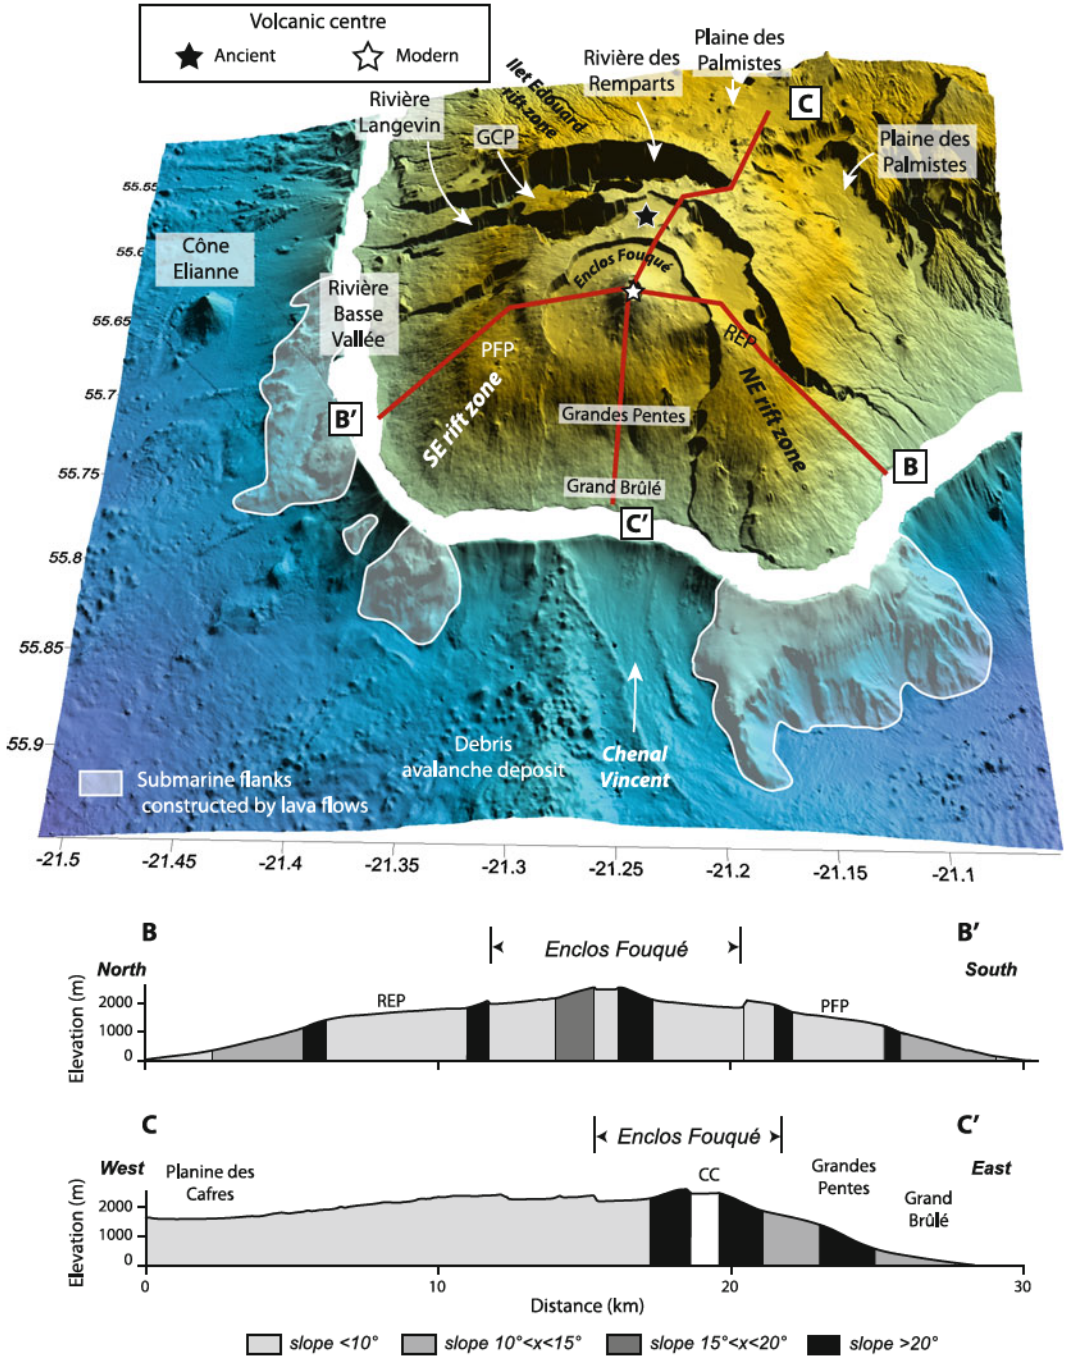 Volcanic centre
Ancient
Modern
Plaine des
Palmistes
Rivière des
Remparts
Ilet Edouard
rift zone
C
Rivière
Langevin
GCP
Plaine des
Palmistes
55.55
Cône
Elianne
55.6
Enclos Fouqué
Rivière
Basse
Vallée
55.65
REP
PFP
55.7
SE rift zone
NE rift zone
Grandes Pentes
B'
55.75
B
Grand Brûlé
C'
55.8
55.85
55.9
Debris
avalanche deposit
Chenal
Vincent
Submarine flanks
constructed by lava flows
-21.5
-21.45
-21.4
-21.35
-21.3
-21.25
-21.2
-21.15
-21.1
B
B'
Enclos Fouqué
North
South
Elevation (m)
2000
1000
0
REP
PFP
C
C'
Enclos Fouqué
West
East
Planine des
Cafres
CC
Grandes
Pentes
Grand
Brûlé
Elevation (m)
2000
1000
0
0
10
20
30
Distance (km)
slope <10°
slope 10°<x<15°
slope 15°<x<20°
slope >20°